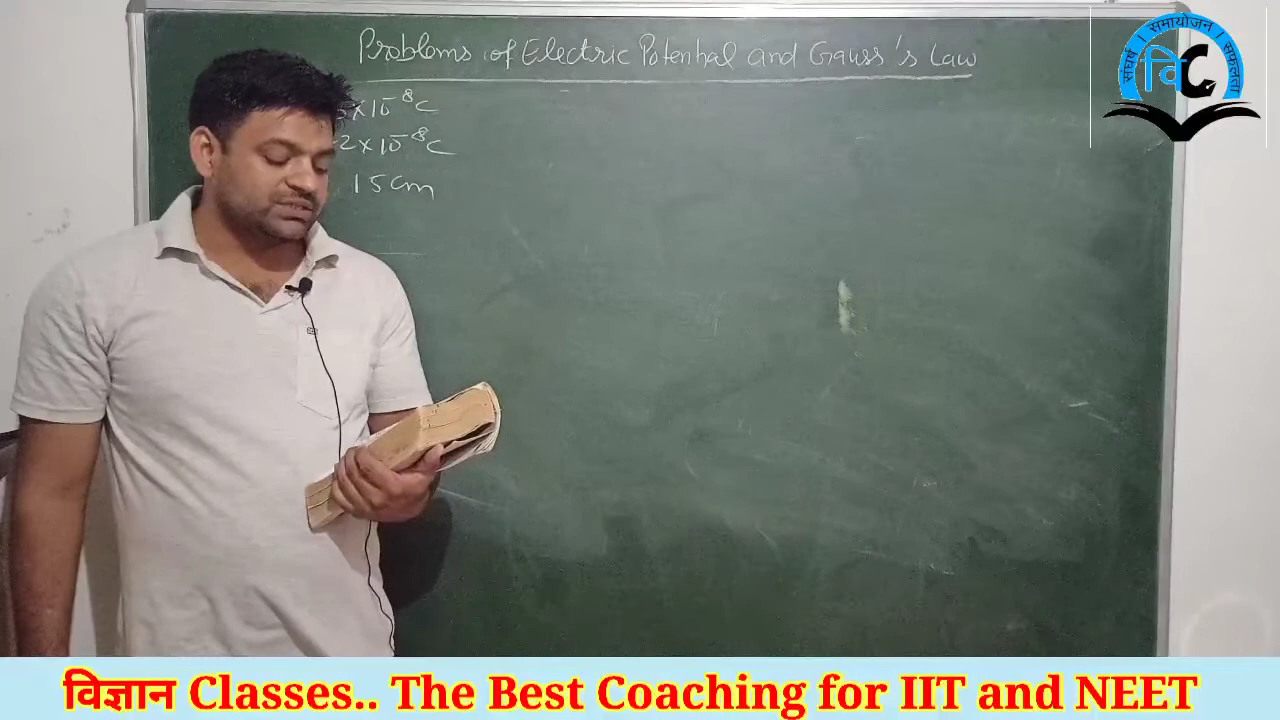 Problems of Electric Potential and Gauss's Law
3×10⁻⁸C
-2×10⁻⁸C
15cm
संघर्ष । समायोजन । सफलता
विC
विज्ञान Classes.. The Best Coaching for IIT and NEET